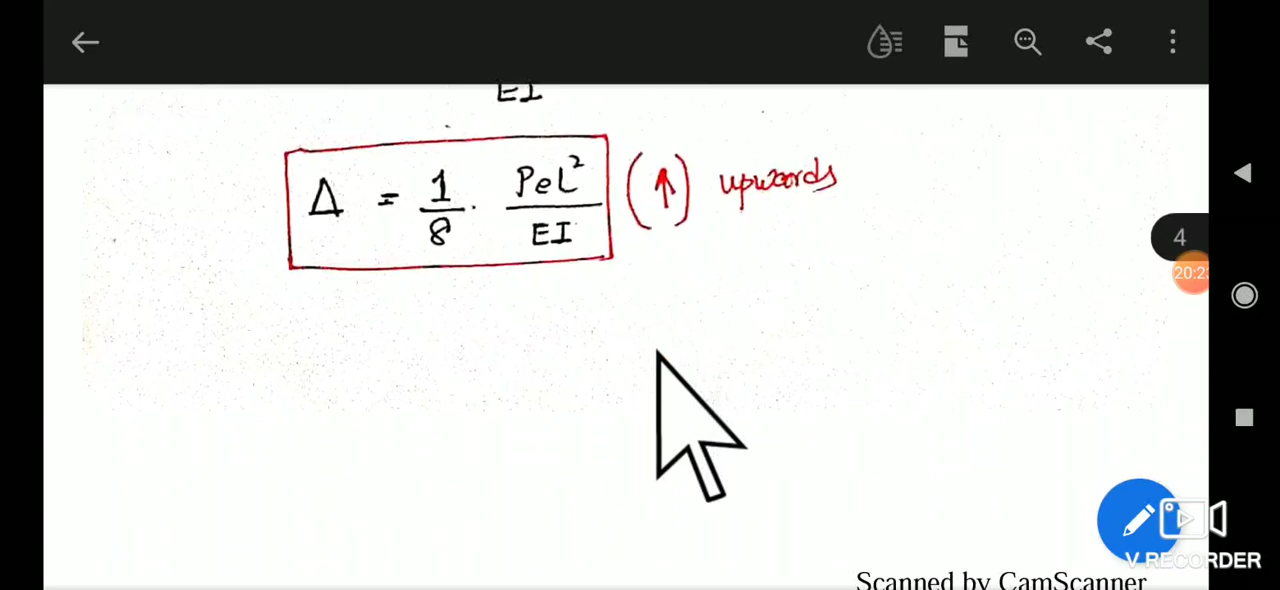 EI
Δ = 1/8 . PeL²/EI (↑) upwards
4
20:2
V RECORDER
Scanned by CamScanner